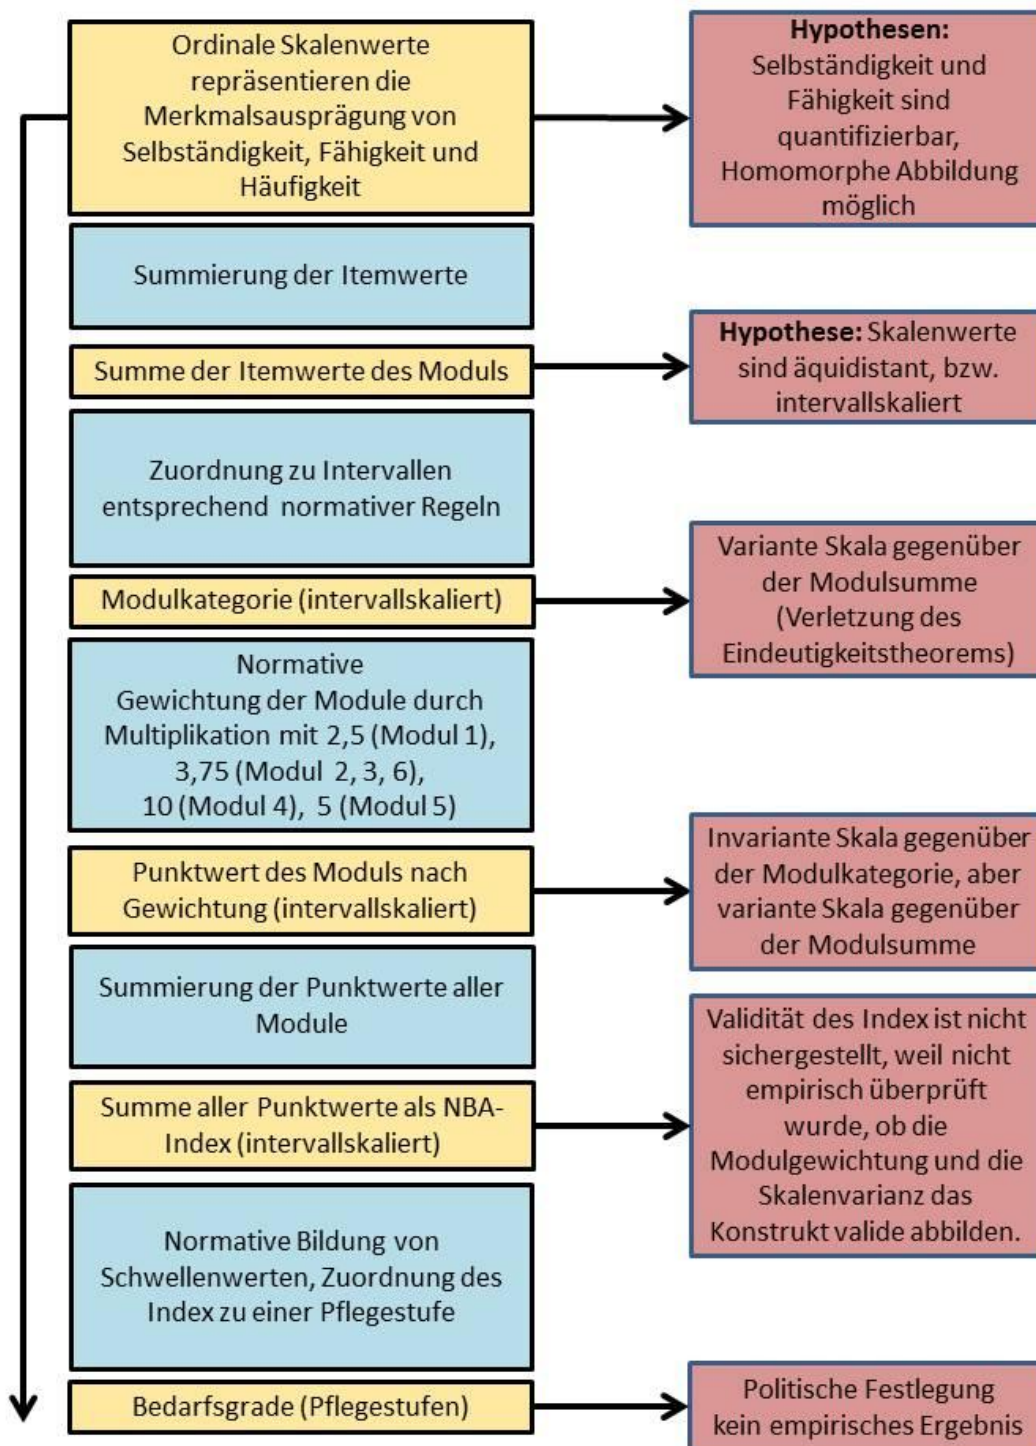 Ordinale Skalenwerte
repräsentieren die
Merkmalsausprägung von
Selbständigkeit, Fähigkeit und
Häufigkeit
Hypothesen:
Selbständigkeit und
Fähigkeit sind
quantifizierbar,
Homomorphe Abbildung
möglich
Summierung der Itemwerte
Summe der Itemwerte des Moduls
Hypothese: Skalenwerte
sind äquidistant, bzw.
intervallskaliert
Zuordnung zu Intervallen
entsprechend normativer Regeln
Modulkategorie (intervallskaliert)
Variante Skala gegenüber
der Modulsumme
(Verletzung des
Eindeutigkeitstheorems)
Normative
Gewichtung der Module durch
Multiplikation mit 2,5 (Modul 1),
3,75 (Modul 2, 3, 6),
10 (Modul 4), 5 (Modul 5)
Punktwert des Moduls nach
Gewichtung (intervallskaliert)
Invariante Skala gegenüber
der Modulkategorie, aber
variante Skala gegenüber
der Modulsumme
Summierung der Punktwerte aller
Module
Summe aller Punktwerte als NBA-
Index (intervallskaliert)
Validität des Index ist nicht
sichergestellt, weil nicht
empirisch überprüft
wurde, ob die
Modulgewichtung und die
Skalenvarianz das
Konstrukt valide abbilden.
Normative Bildung von
Schwellenwerten, Zuordnung des
Index zu einer Pflegestufe
Bedarfsgrade (Pflegestufen)
Politische Festlegung
kein empirisches Ergebnis